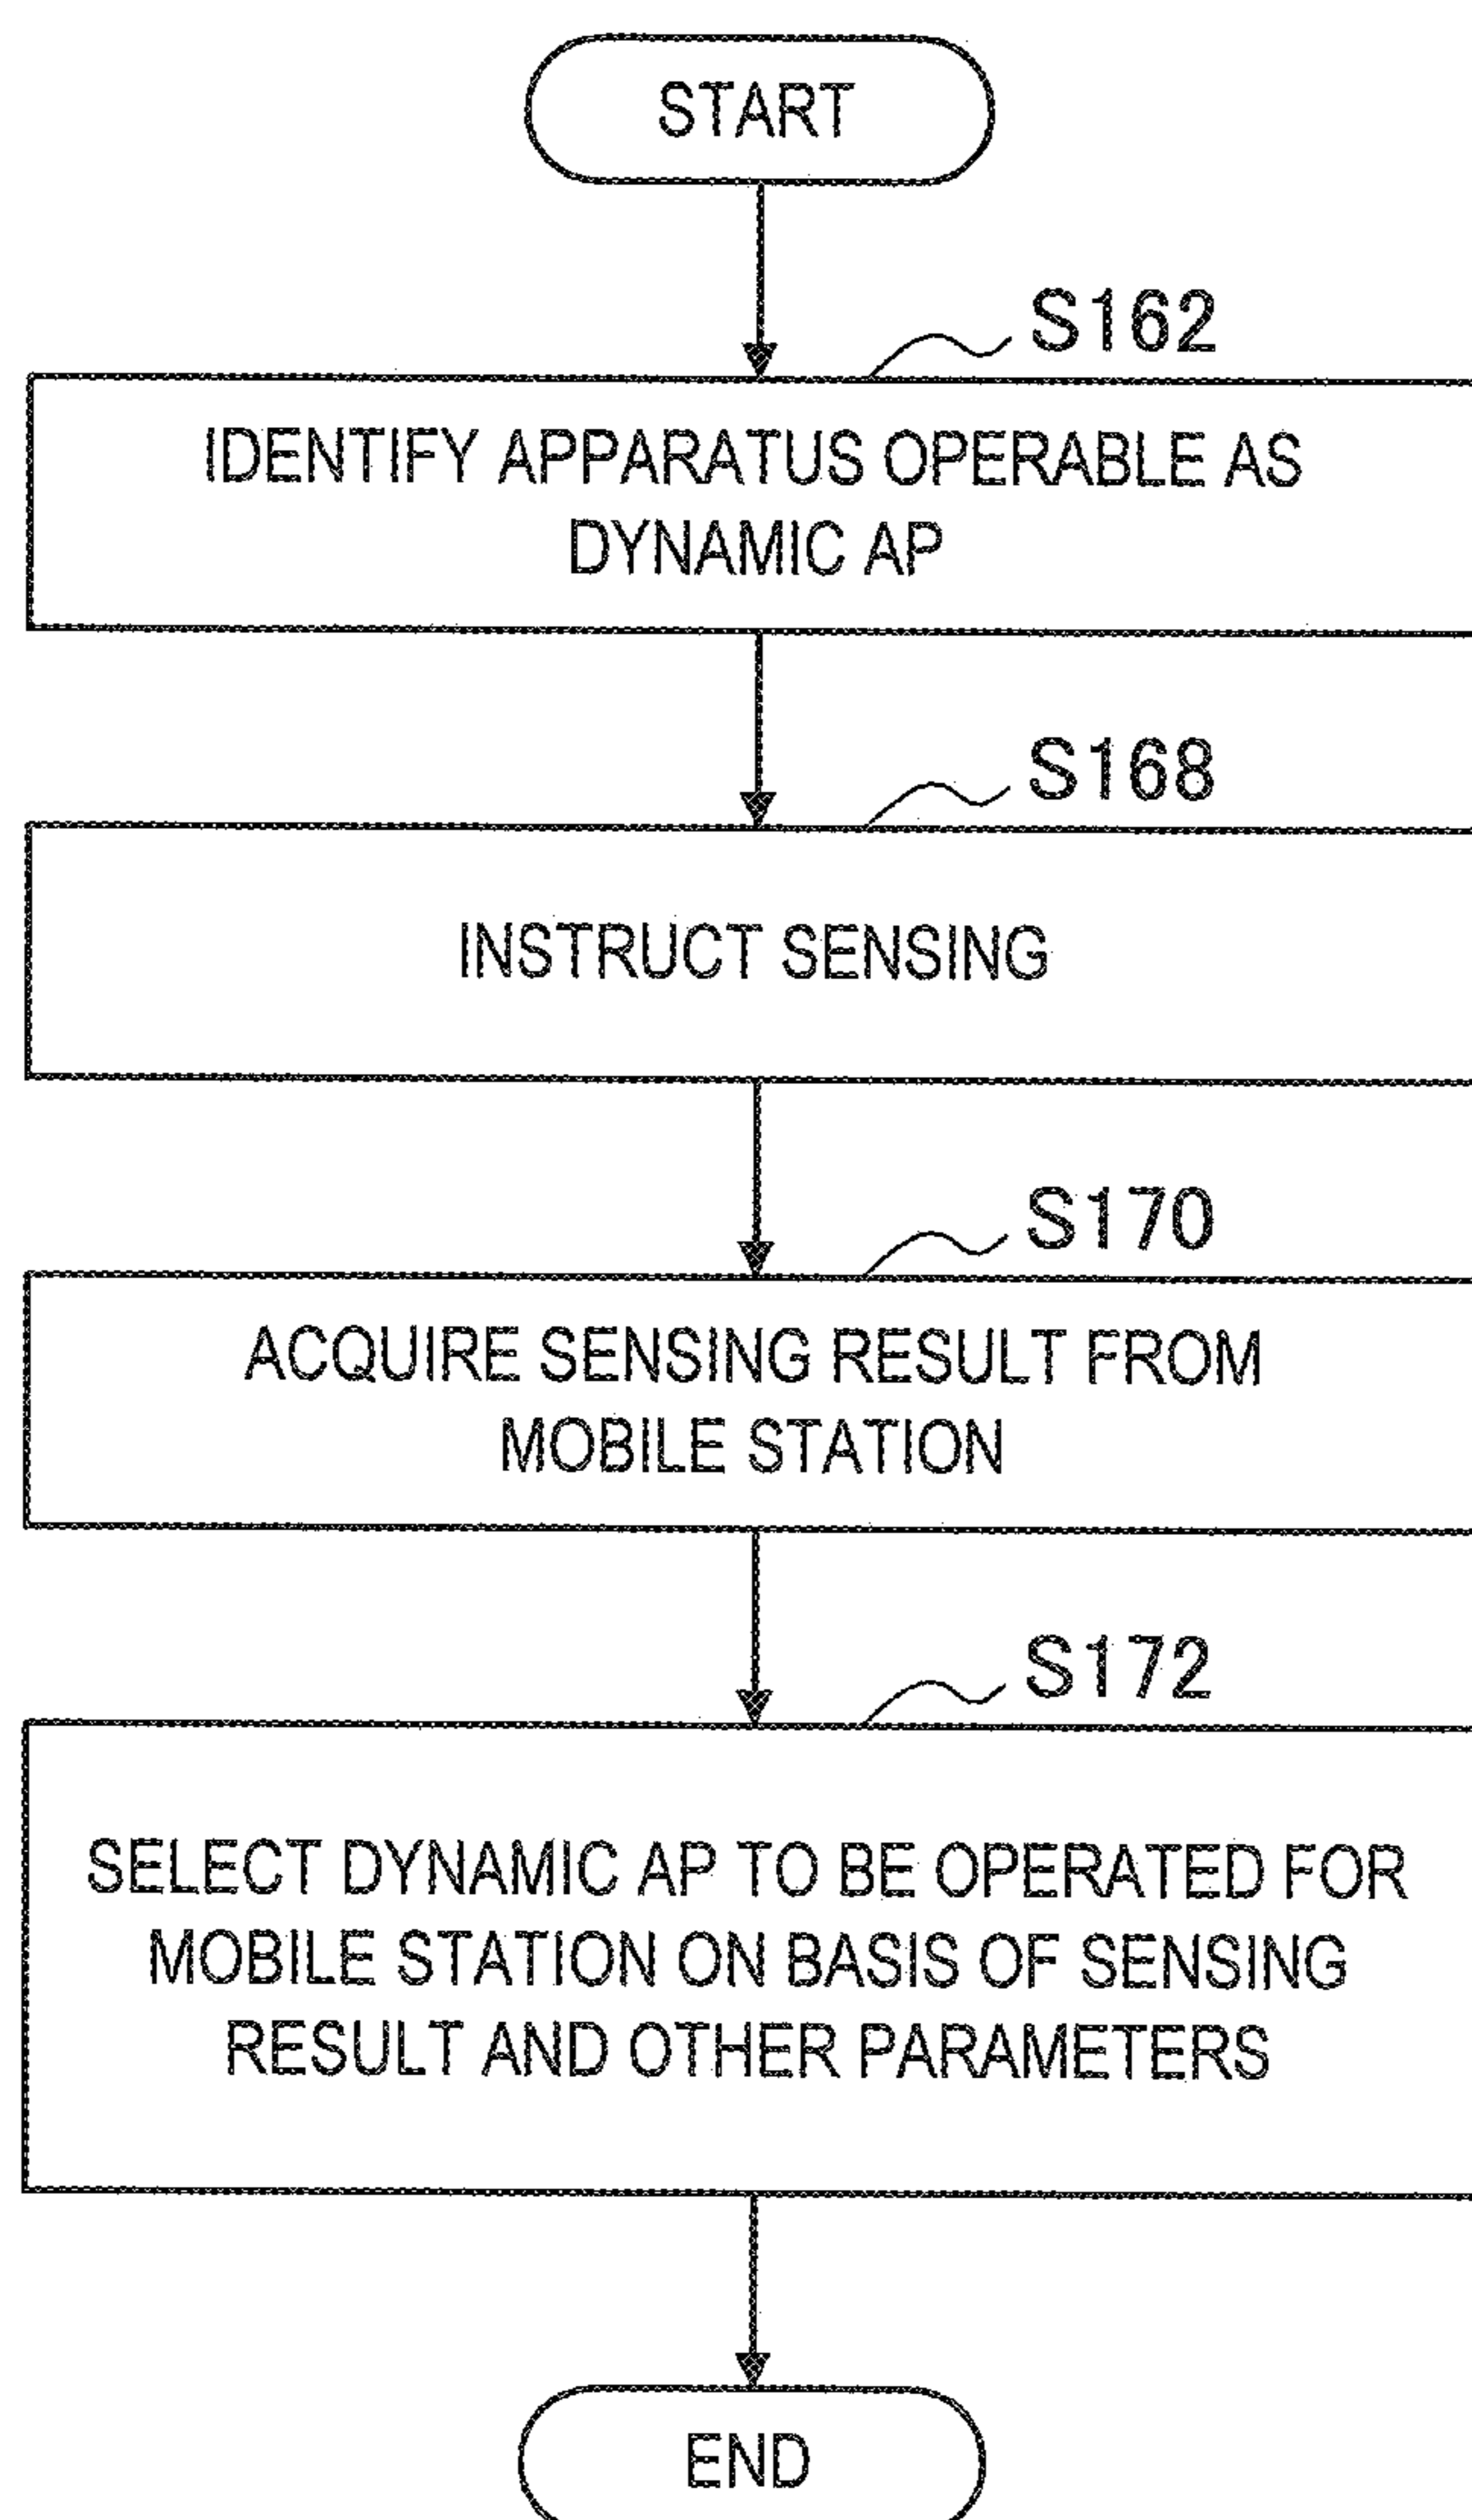 START
S162
IDENTIFY APPARATUS OPERABLE AS
DYNAMIC AP
S168
INSTRUCT SENSING
S170
ACQUIRE SENSING RESULT FROM
MOBILE STATION
S172
SELECT DYNAMIC AP TO BE OPERATED FOR
MOBILE STATION ON BASIS OF SENSING
RESULT AND OTHER PARAMETERS
END